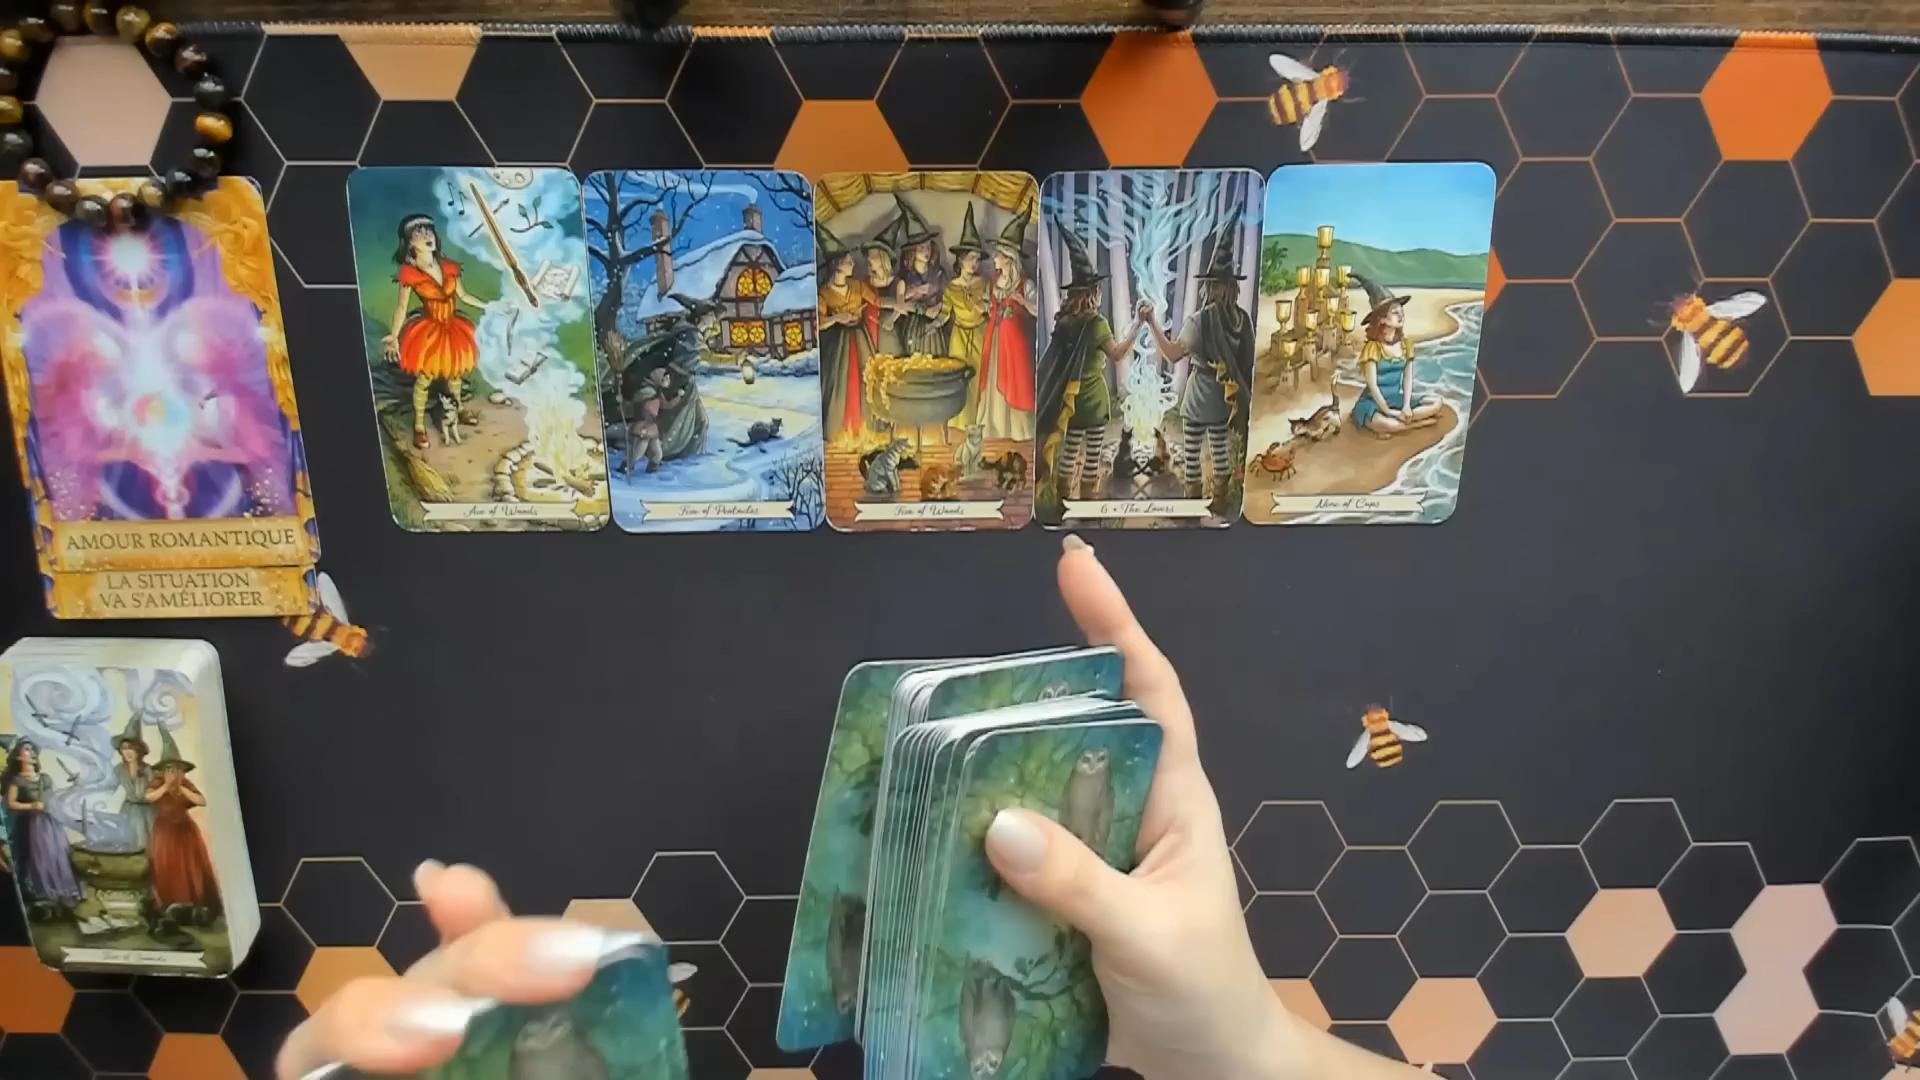 AMOUR ROMANTIQUE
LA SITUATION
VA S'AMÉLIORER
Ace of Wands
Five of Pentacles
Five of Wands
6 • The Lovers
Nine of Cups